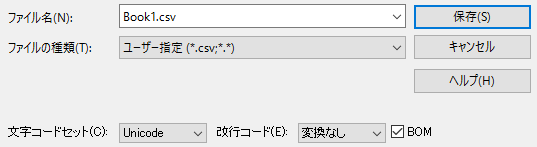 ファイル名(N): Book1.csv 保存(S)
ファイルの種類(T): ユーザー指定 (*.csv;*.*) キャンセル
ヘルプ(H)
文字コードセット(C): Unicode 改行コード(E): 変換なし BOM